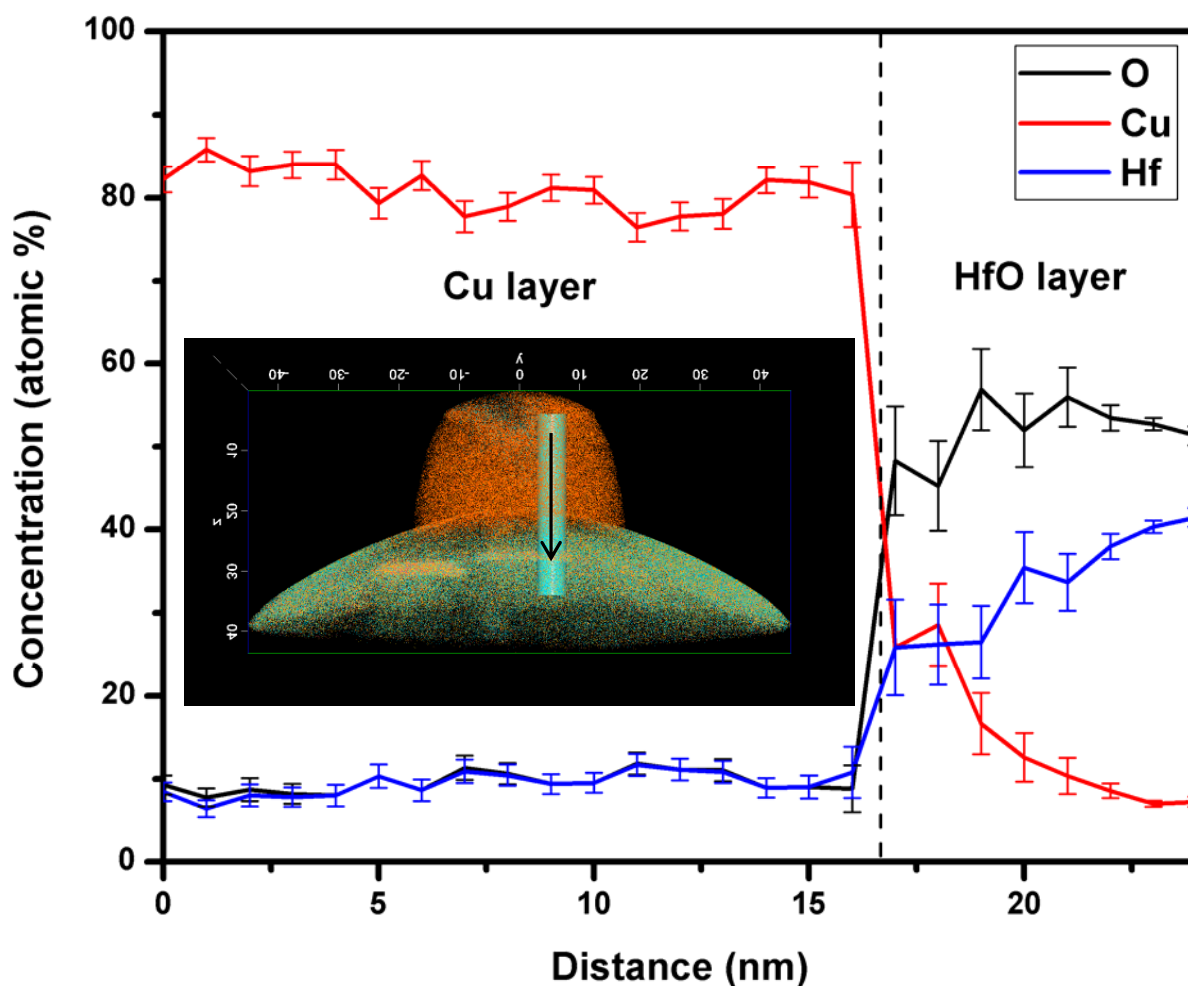 100
80
60
40
20
0
Concentration (atomic %)
O
Cu
Hf
Cu layer
HfO layer
y
-40 -30 -20 -10 0 10 20 30 40
z
10
20
30
40
0 5 10 15 20
Distance (nm)